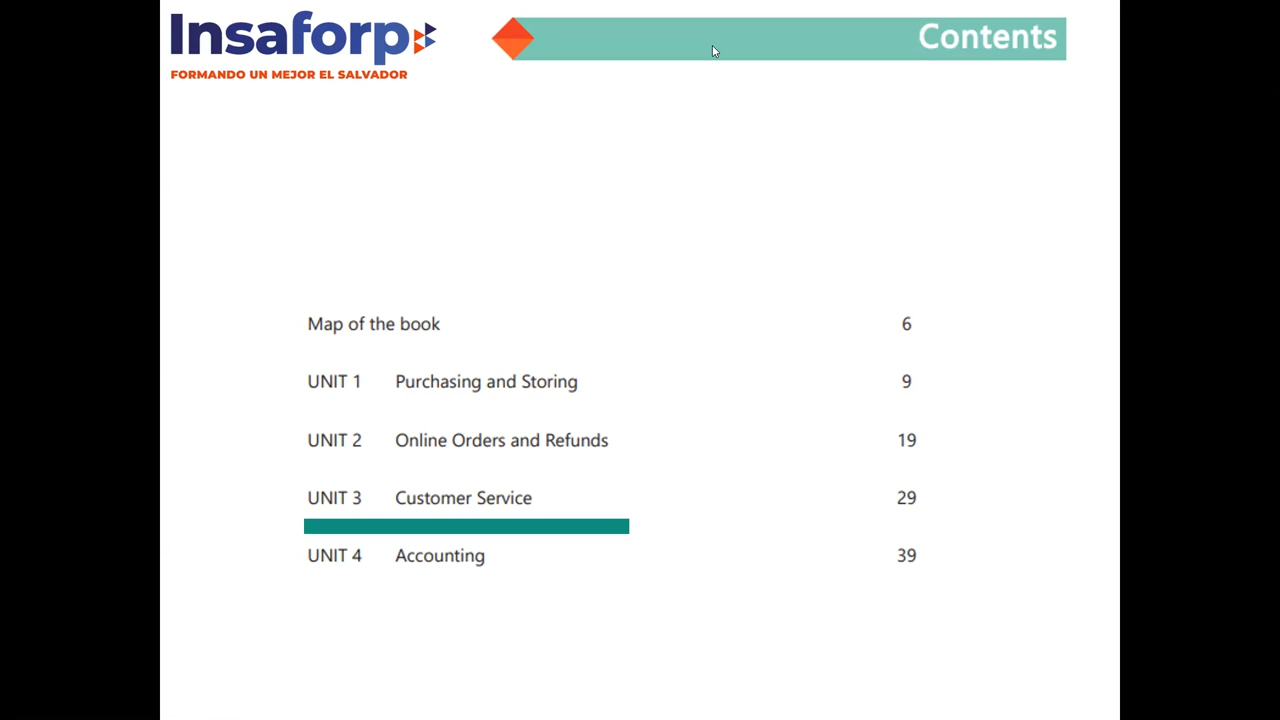 Insaforp
FORMANDO UN MEJOR EL SALVADOR
Contents
Map of the book 6
UNIT 1 Purchasing and Storing 9
UNIT 2 Online Orders and Refunds 19
UNIT 3 Customer Service 29
UNIT 4 Accounting 39